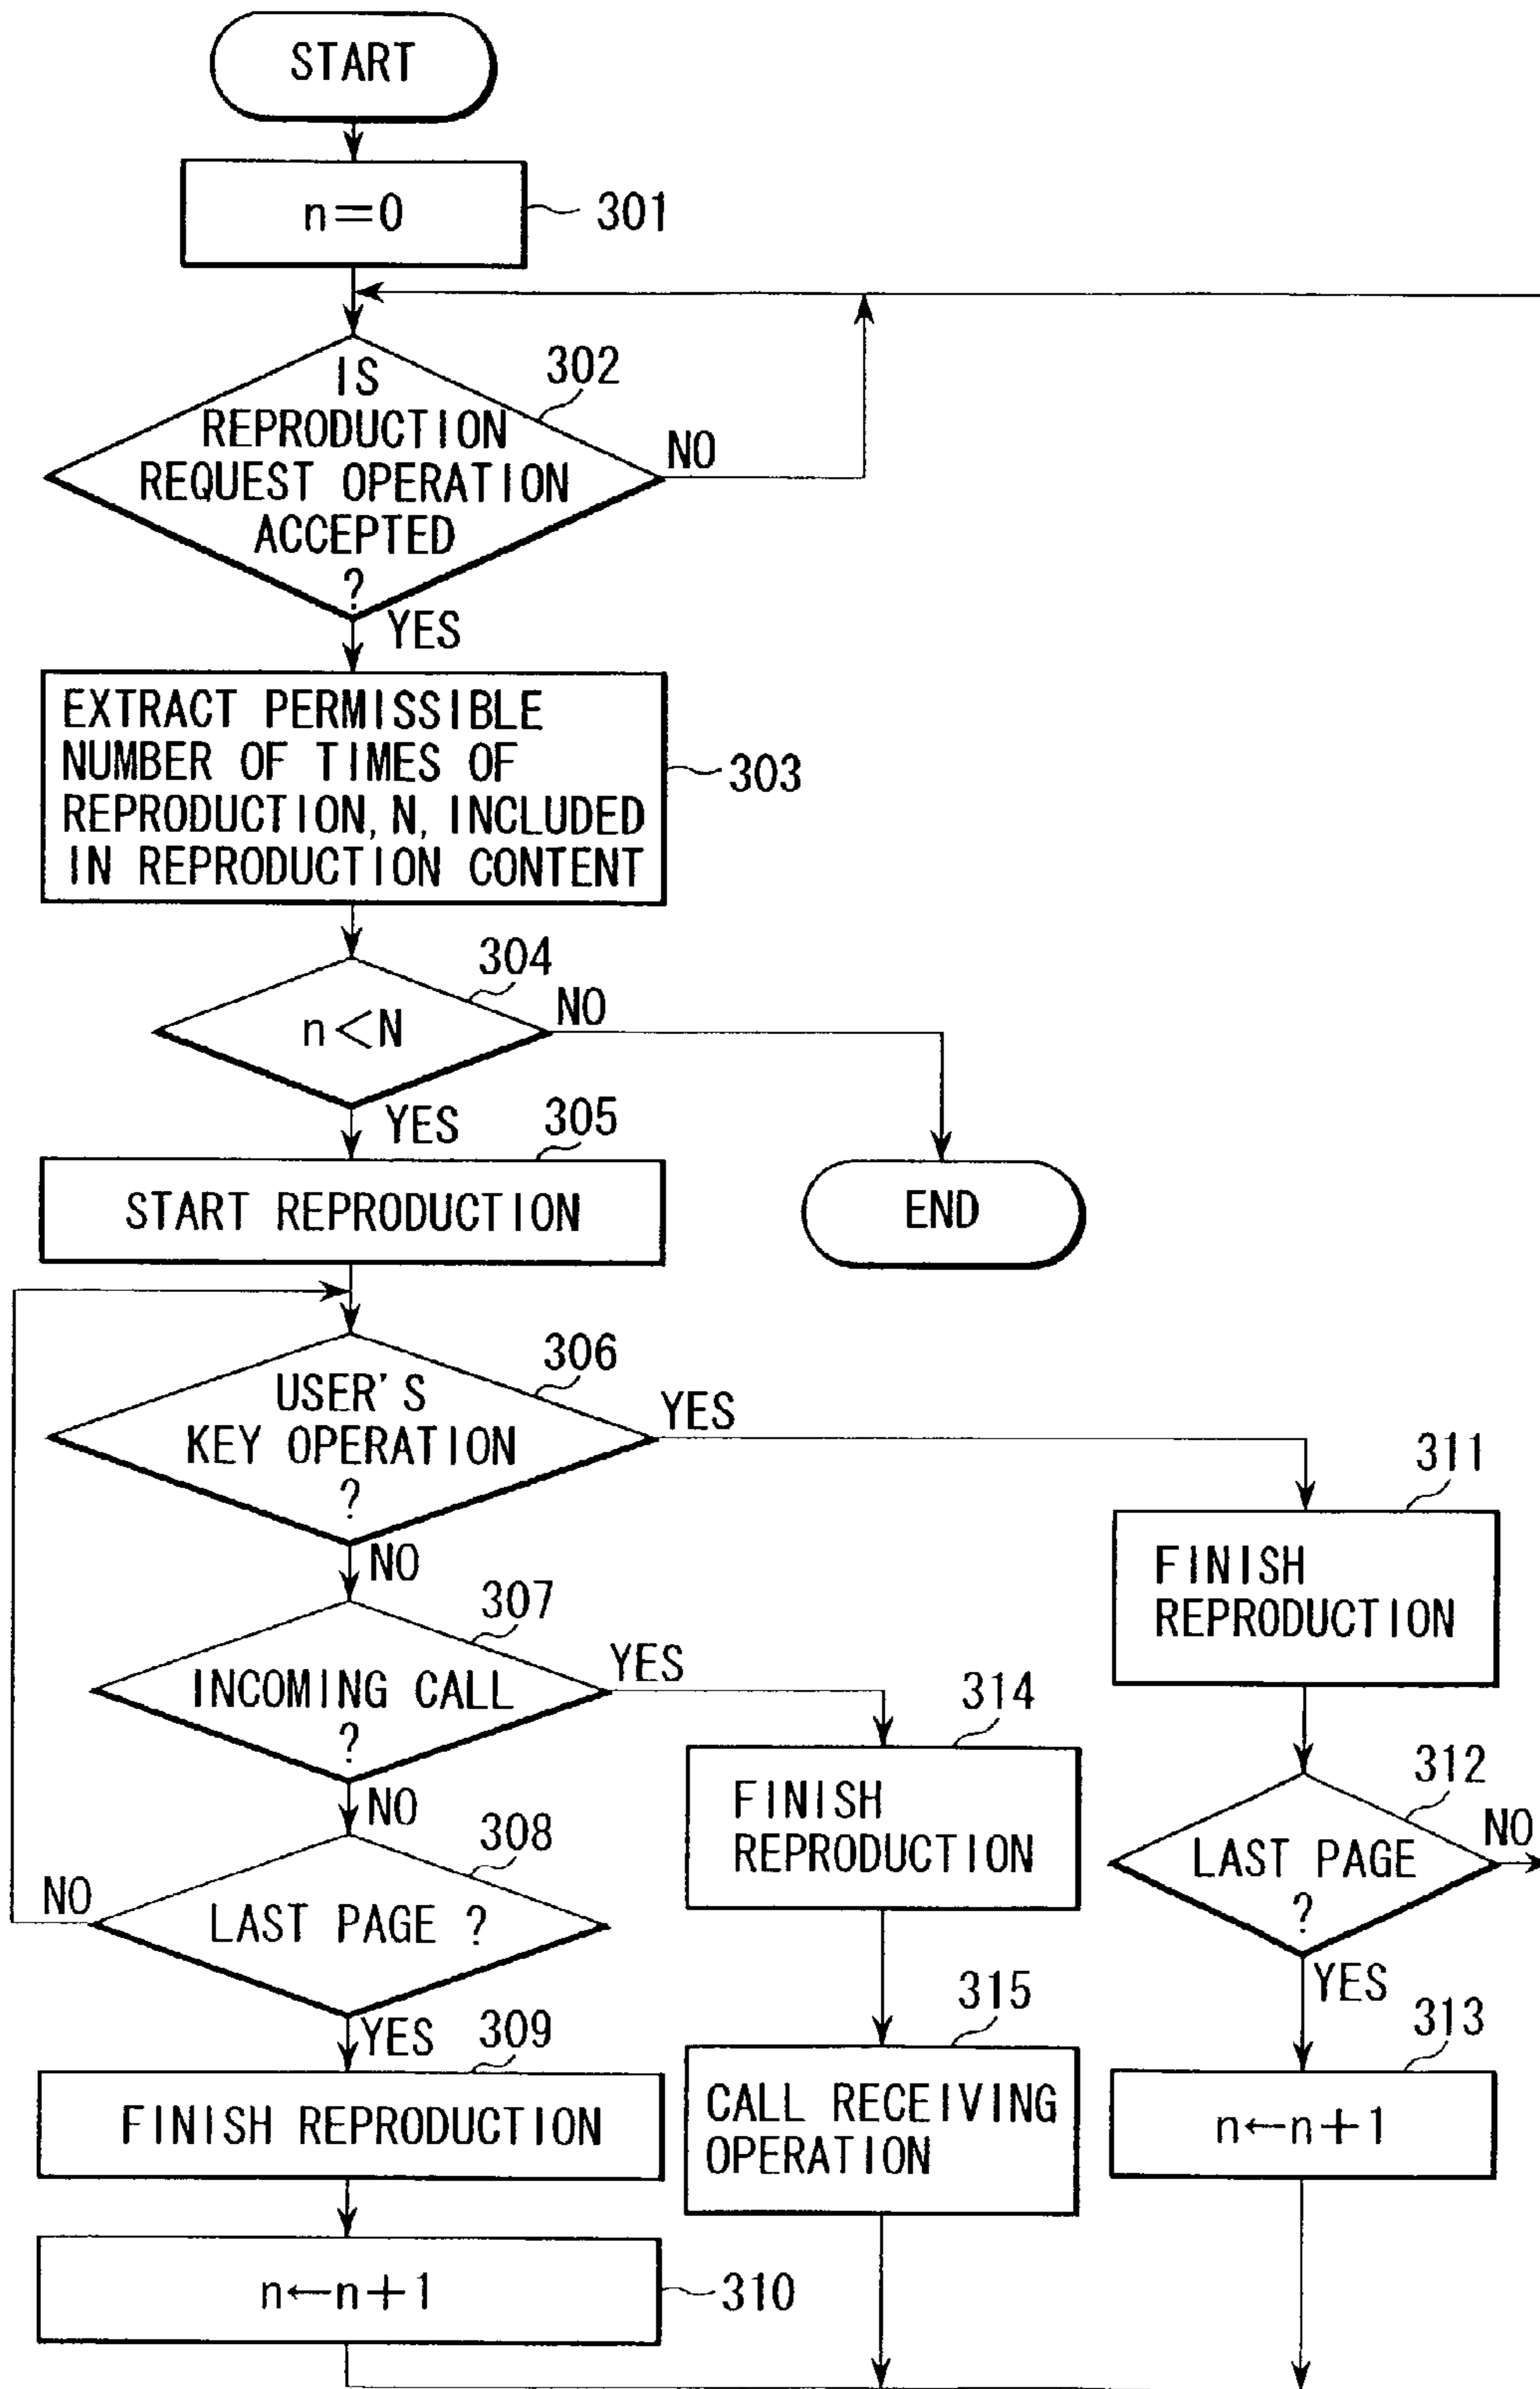 START
n=0
301
IS
REPRODUCTION
REQUEST OPERATION
ACCEPTED
?
302
NO
YES
EXTRACT PERMISSIBLE
NUMBER OF TIMES OF
REPRODUCTION, N, INCLUDED
IN REPRODUCTION CONTENT
303
304
n<N
NO
YES
305
START REPRODUCTION
END
306
USER'S
KEY OPERATION
?
YES
NO
311
FINISH
REPRODUCTION
307
INCOMING CALL
?
YES
NO
314
FINISH
REPRODUCTION
312
LAST PAGE
?
NO
YES
308
LAST PAGE ?
NO
YES
309
FINISH REPRODUCTION
315
CALL RECEIVING
OPERATION
313
n←n+1
n←n+1
310